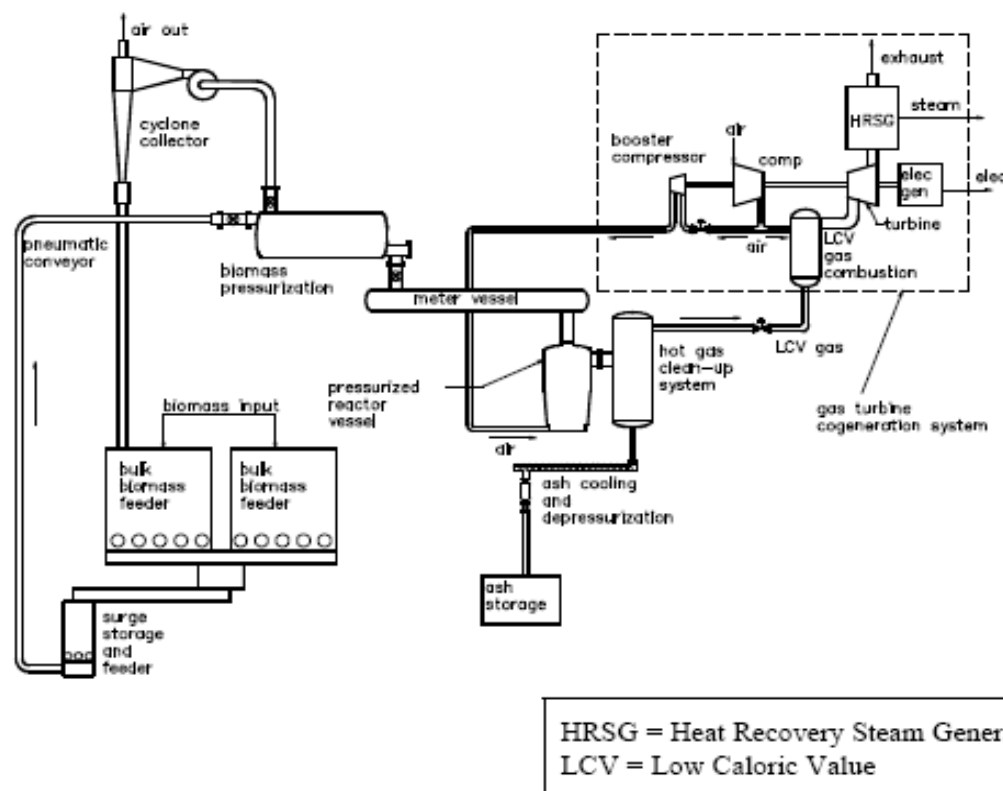 air out
cyclone
collector
pneumatic
conveyor
biomass
pressurization
meter vessel
pressurized
reactor
vessel
air
biomass input
bulk
biomass
feeder
bulk
biomass
feeder
surge
storage
and
feeder
ash cooling
and
depressurization
ash
storage
hot gas
clean-up
system
LCV gas
booster
compressor
air
comp
exhaust
steam
HRSG
elec
gen
elec
turbine
air
LCV
gas
combustion
gas turbine
cogeneration system
HRSG = Heat Recovery Steam Gener
LCV = Low Caloric Value